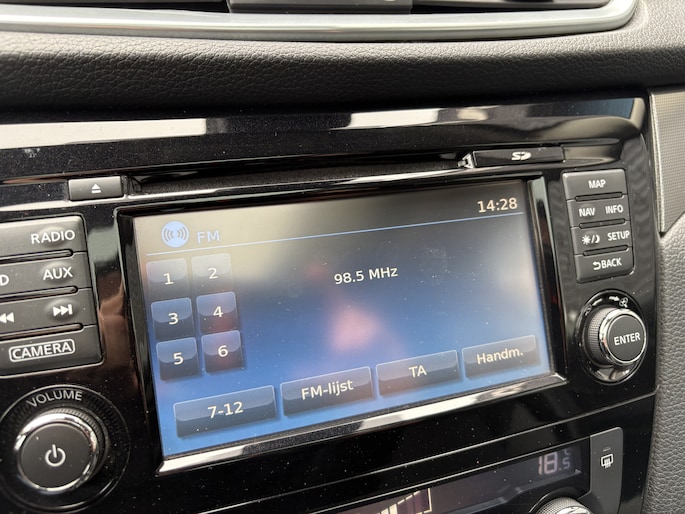 SD
MAP
NAV INFO
SETUP
BACK
ENTER
RADIO
AUX
CAMERA
VOLUME
FM
14:28
98.5 MHz
1 2
3 4
5 6
7-12
FM-lijst
TA
Handm.
18.5